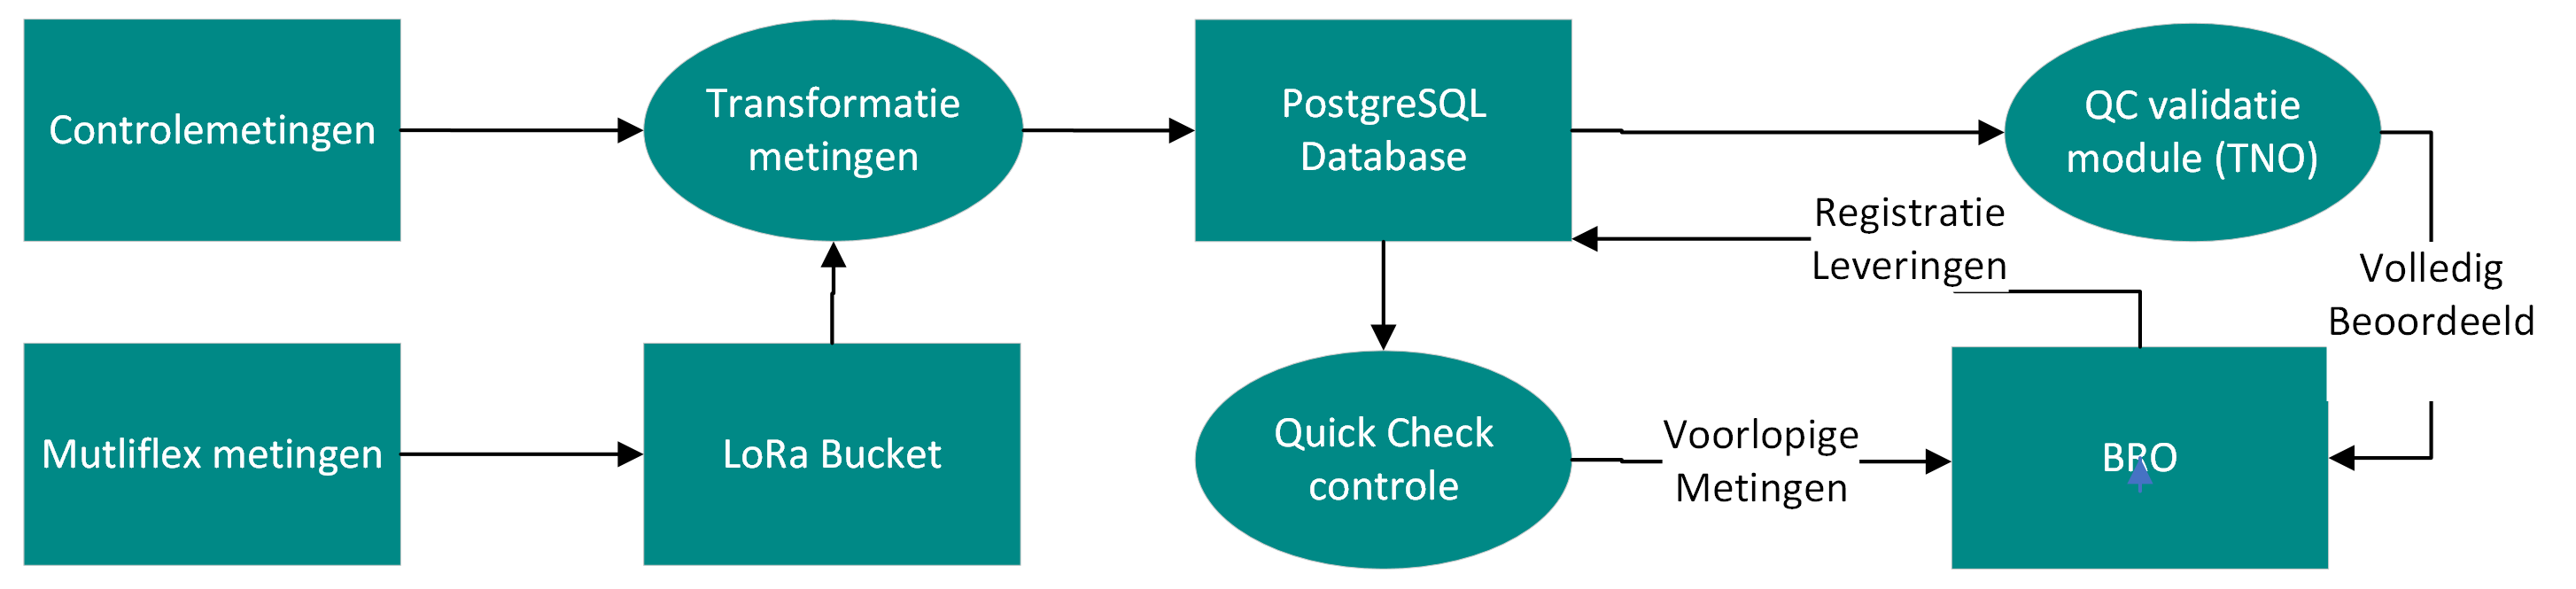 Controlemetingen
Transformatie
metingen
PostgreSQL
Database
QC validatie
module (TNO)
Registratie
Leveringen
Volledig
Beoordeeld
Mutliflex metingen
LoRa Bucket
Quick Check
controle
Voorlopige
Metingen
BRO